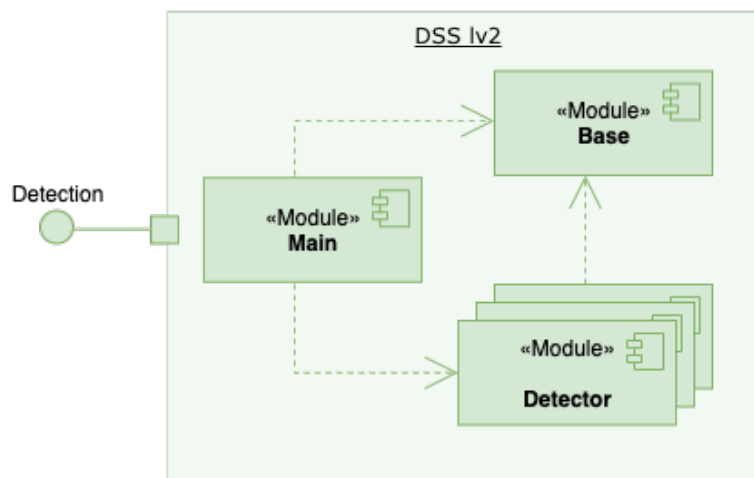 DSS lv2
«Module»
Base
Detection
«Module»
Main
«Module»
Detector